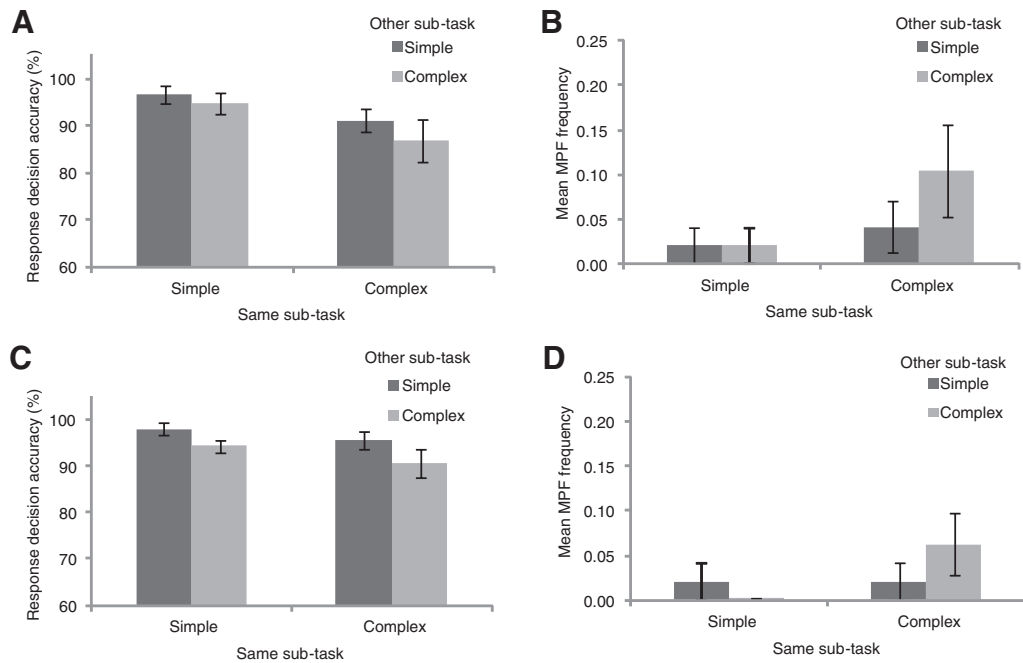 A
Other sub-task
Simple
Complex
Response decision accuracy (%)
100
90
80
70
60
Simple
Complex
Same sub-task
B
Other sub-task
Simple
Complex
Mean MPF frequency
0.25
0.20
0.15
0.10
0.05
0.00
Simple
Complex
Same sub-task
C
Other sub-task
Simple
Complex
Response decision accuracy (%)
100
90
80
70
60
Simple
Complex
Same sub-task
D
Other sub-task
Simple
Complex
Mean MPF frequency
0.25
0.20
0.15
0.10
0.05
0.00
Simple
Complex
Same sub-task